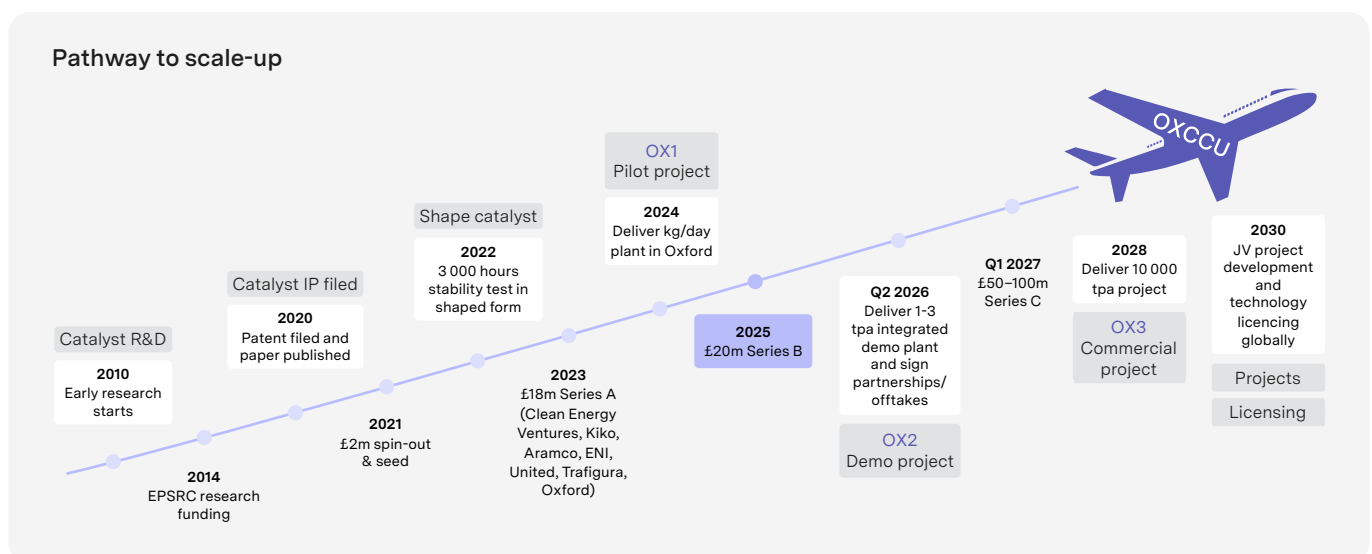 Pathway to scale-up
OXCCU
Catalyst R&D
2010
Early research
starts
2014
EPSRC research
funding
Catalyst IP filed
2020
Patent filed and
paper published
2021
£2m spin-out
& seed
Shape catalyst
2022
3 000 hours
stability test in
shaped form
2023
£18m Series A
(Clean Energy
Ventures, Kiko,
Aramco, ENI,
United, Trafigura,
Oxford)
OX1
Pilot project
2024
Deliver kg/day
plant in Oxford
2025
£20m Series B
Q2 2026
Deliver 1-3
tpa integrated
demo plant
and sign
partnerships/
offtakes
OX2
Demo project
Q1 2027
£50–100m
Series C
2028
Deliver 10 000
tpa project
OX3
Commercial
project
2030
JV project
development
and
technology
licencing
globally
Projects
Licensing